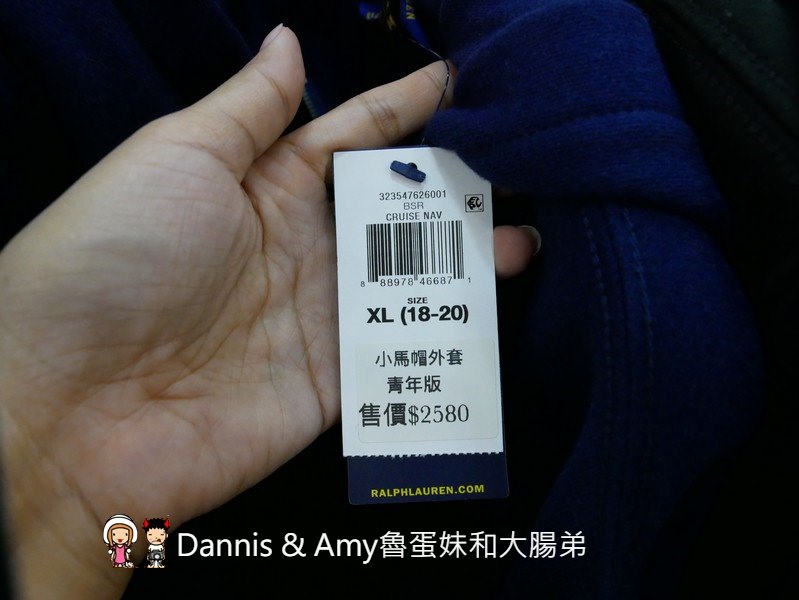 323547626001
BSR
CRUISE NAV
8 88978 46687 1
SIZE
XL (18-20)
小馬帽外套
青年版
售價$2580
RALPHLAUREN.COM
Dannis & Amy魯蛋妹和大腸弟